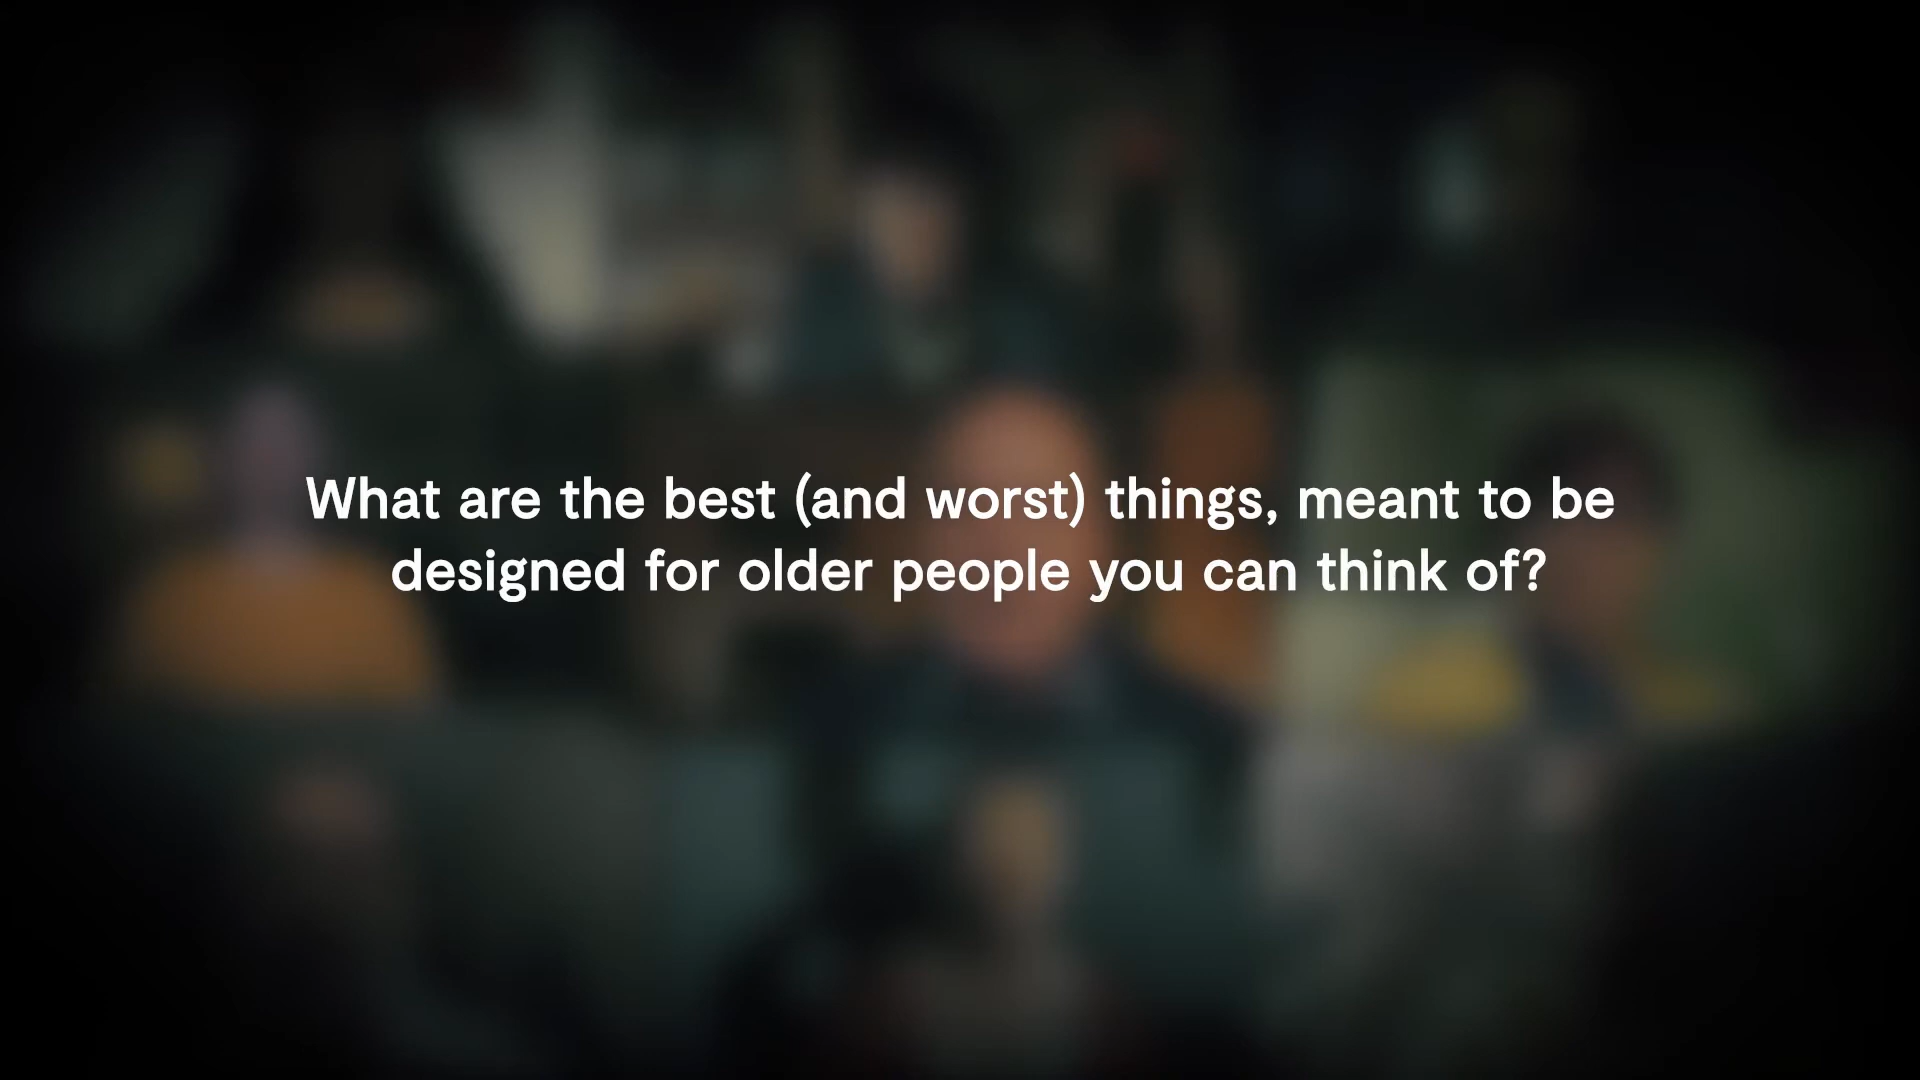 What are the best (and worst) things, meant to be
designed for older people you can think of?